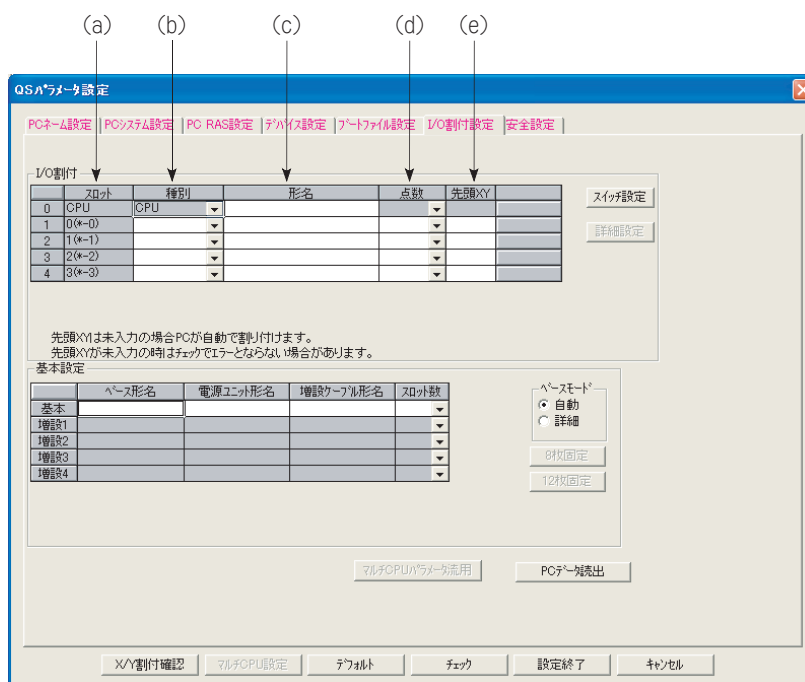 (a) (b) (c) (d) (e)
QSパラメータ設定
PCネーム設定 PCシステム設定 PC RAS設定 デバイス設定 ブートファイル設定 I/O割付設定 安全設定
I/O割付
スロット 種別 形名 点数 先頭XY
0 CPU CPU
1 0(*-0)
2 1(*-1)
3 2(*-2)
4 3(*-3)
スイッチ設定
詳細設定
先頭XYは未入力の場合PCが自動で割り付けます。
先頭XYが未入力の時はチェックでエラーとならない場合があります。
基本設定
ベース形名 電源ユニット形名 増設ケーブル形名 スロット数
基本
増設1
増設2
増設3
増設4
ベースモード
自動
詳細
8枚固定
12枚固定
マルチCPUパラメータ流用 PCデータ読出
X/Y割付確認 マルチCPU設定 デフォルト チェック 設定終了 キャンセル